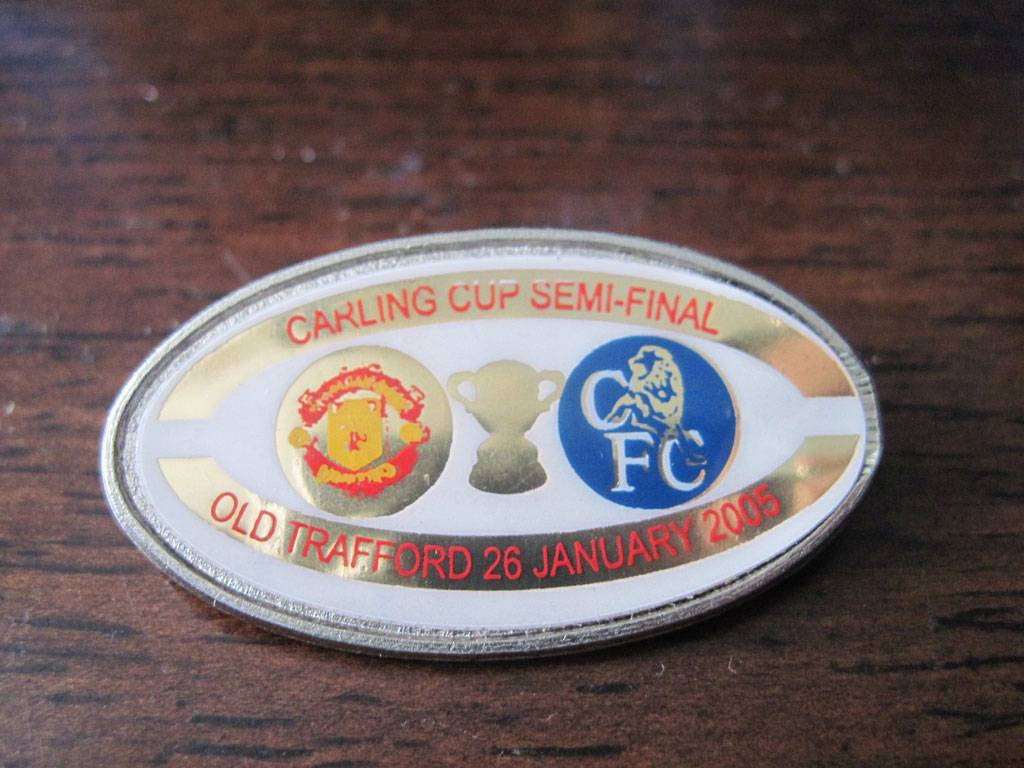 CARLING CUP SEMI-FINAL
CFC
OLD TRAFFORD 26 JANUARY 2005